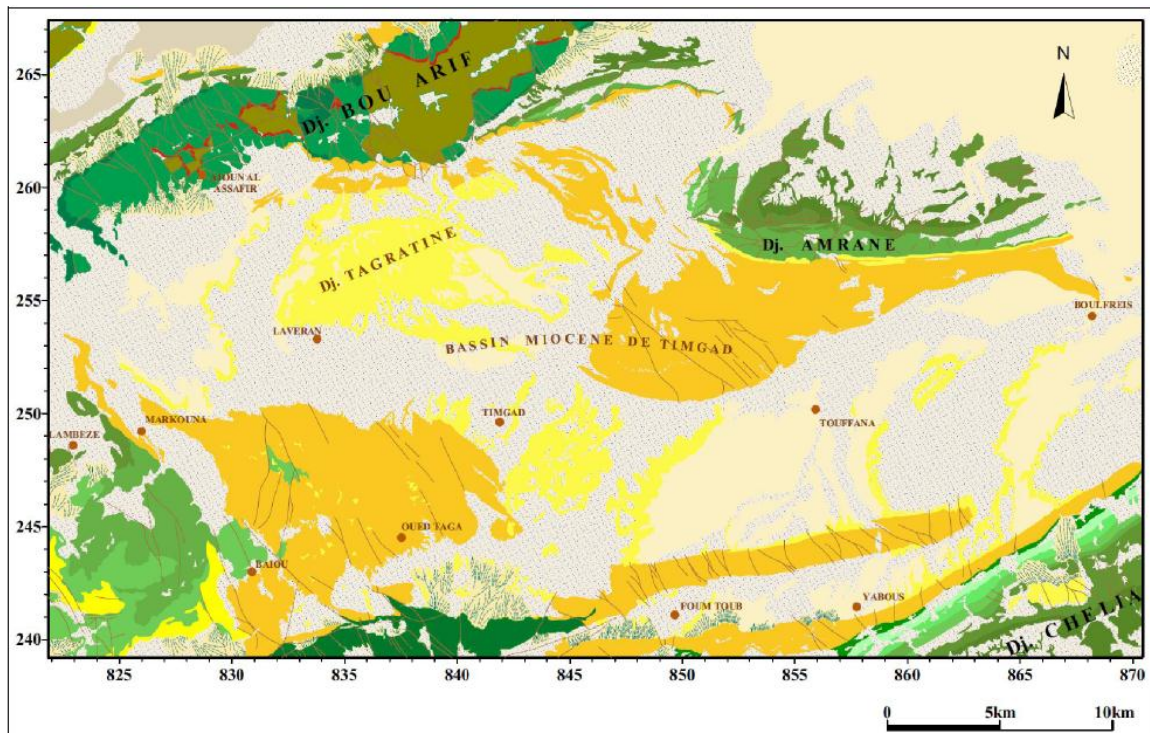 265
260
255
250
245
240
N
Dj. BOU ARIF
AIOUN AL
ASSAFIR
Dj. AMRANE
Dj. TAGRATINE
BOULFREIS
LAVERAN
BASSIN MIOCENE DE TIMGAD
TIMGAD
TOUFFANA
MARKOUNA
LAMBEZE
OUED TAGA
BAIOU
FOUM TOUB
YABOUS
Dj. CHELIA
825 830 835 840 845 850 855 860 865 870
0 5km 10km